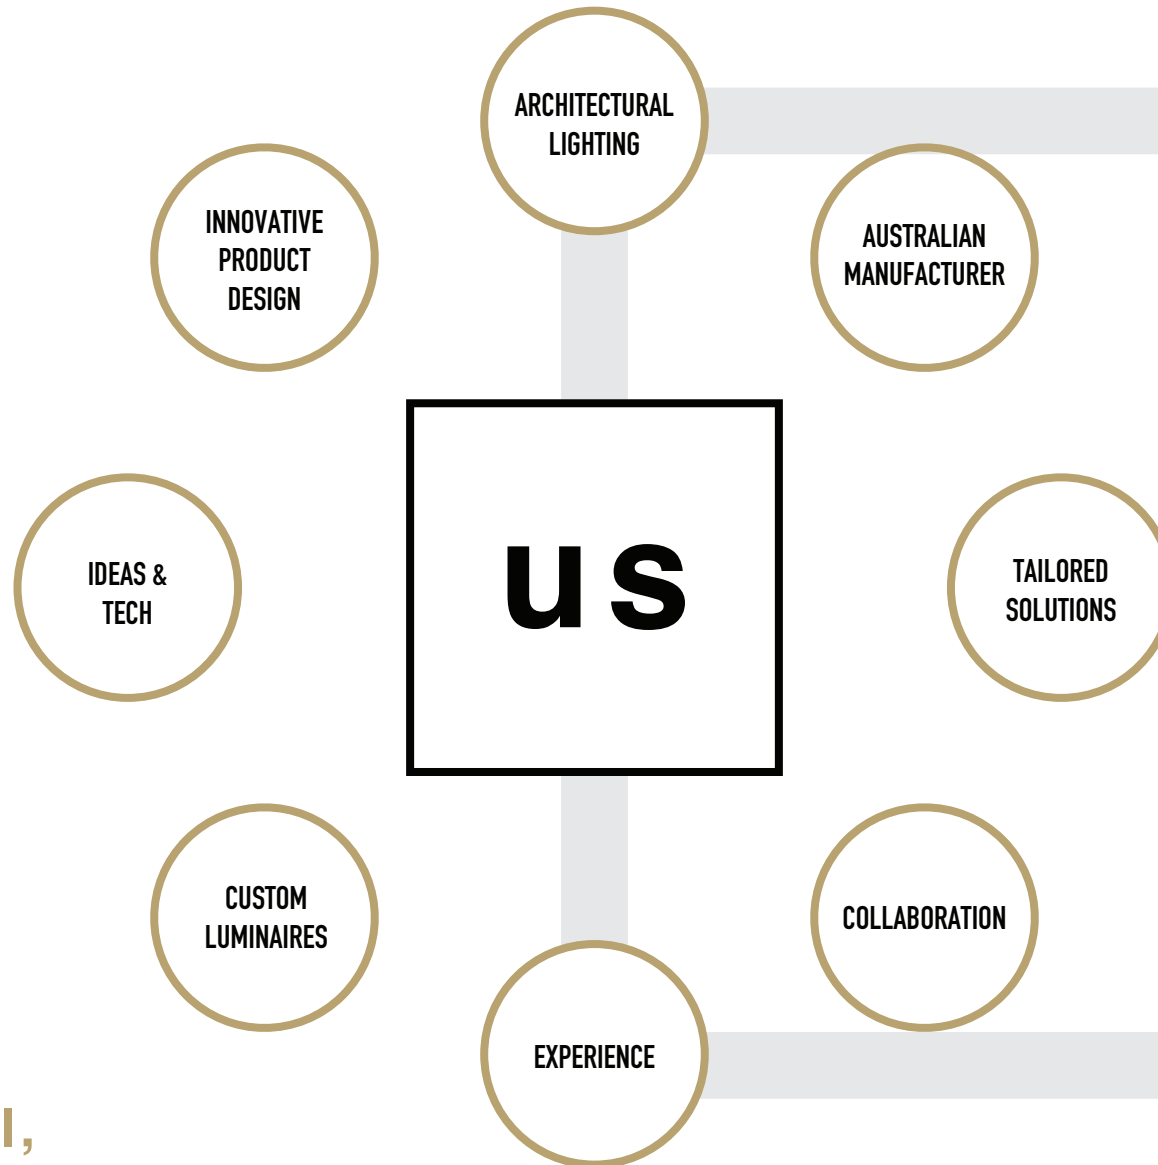 ARCHITECTURAL
LIGHTING
INNOVATIVE
PRODUCT
DESIGN
AUSTRALIAN
MANUFACTURER
IDEAS &
TECH
us
TAILORED
SOLUTIONS
CUSTOM
LUMINAIRES
COLLABORATION
EXPERIENCE